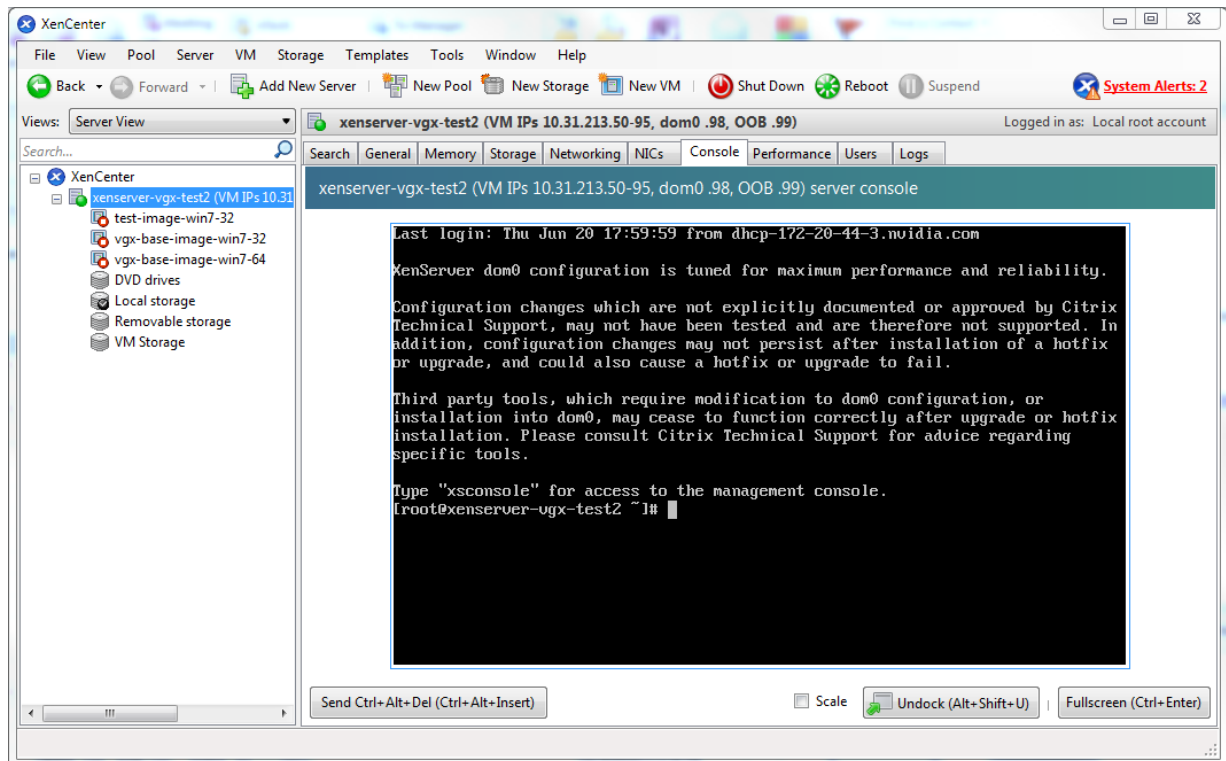 XenCenter
File View Pool Server VM Storage Templates Tools Window Help
Back Forward Add New Server New Pool New Storage New VM Shut Down Reboot Suspend System Alerts: 2
Views: Server View
xenserver-vgx-test2 (VM IPs 10.31.213.50-95, dom0 .98, OOB .99) Logged in as: Local root account
Search...
Search General Memory Storage Networking NICs Console Performance Users Logs
XenCenter
xenserver-vgx-test2 (VM IPs 10.31
test-image-win7-32
vgx-base-image-win7-32
vgx-base-image-win7-64
DVD drives
Local storage
Removable storage
VM Storage
xenserver-vgx-test2 (VM IPs 10.31.213.50-95, dom0 .98, OOB .99) server console
Last login: Thu Jun 20 17:59:59 from dhcp-172-20-44-3.nvidia.com
XenServer dom0 configuration is tuned for maximum performance and reliability.
Configuration changes which are not explicitly documented or approved by Citrix
Technical Support, may not have been tested and are therefore not supported. In
addition, configuration changes may not persist after installation of a hotfix
or upgrade, and could also cause a hotfix or upgrade to fail.
Third party tools, which require modification to dom0 configuration, or
installation into dom0, may cease to function correctly after upgrade or hotfix
installation. Please consult Citrix Technical Support for advice regarding
specific tools.
Type "xsconsole" for access to the management console.
[root@xenserver-vgx-test2 ~]#
Send Ctrl+Alt+Del (Ctrl+Alt+Insert) Scale Undock (Alt+Shift+U) Fullscreen (Ctrl+Enter)